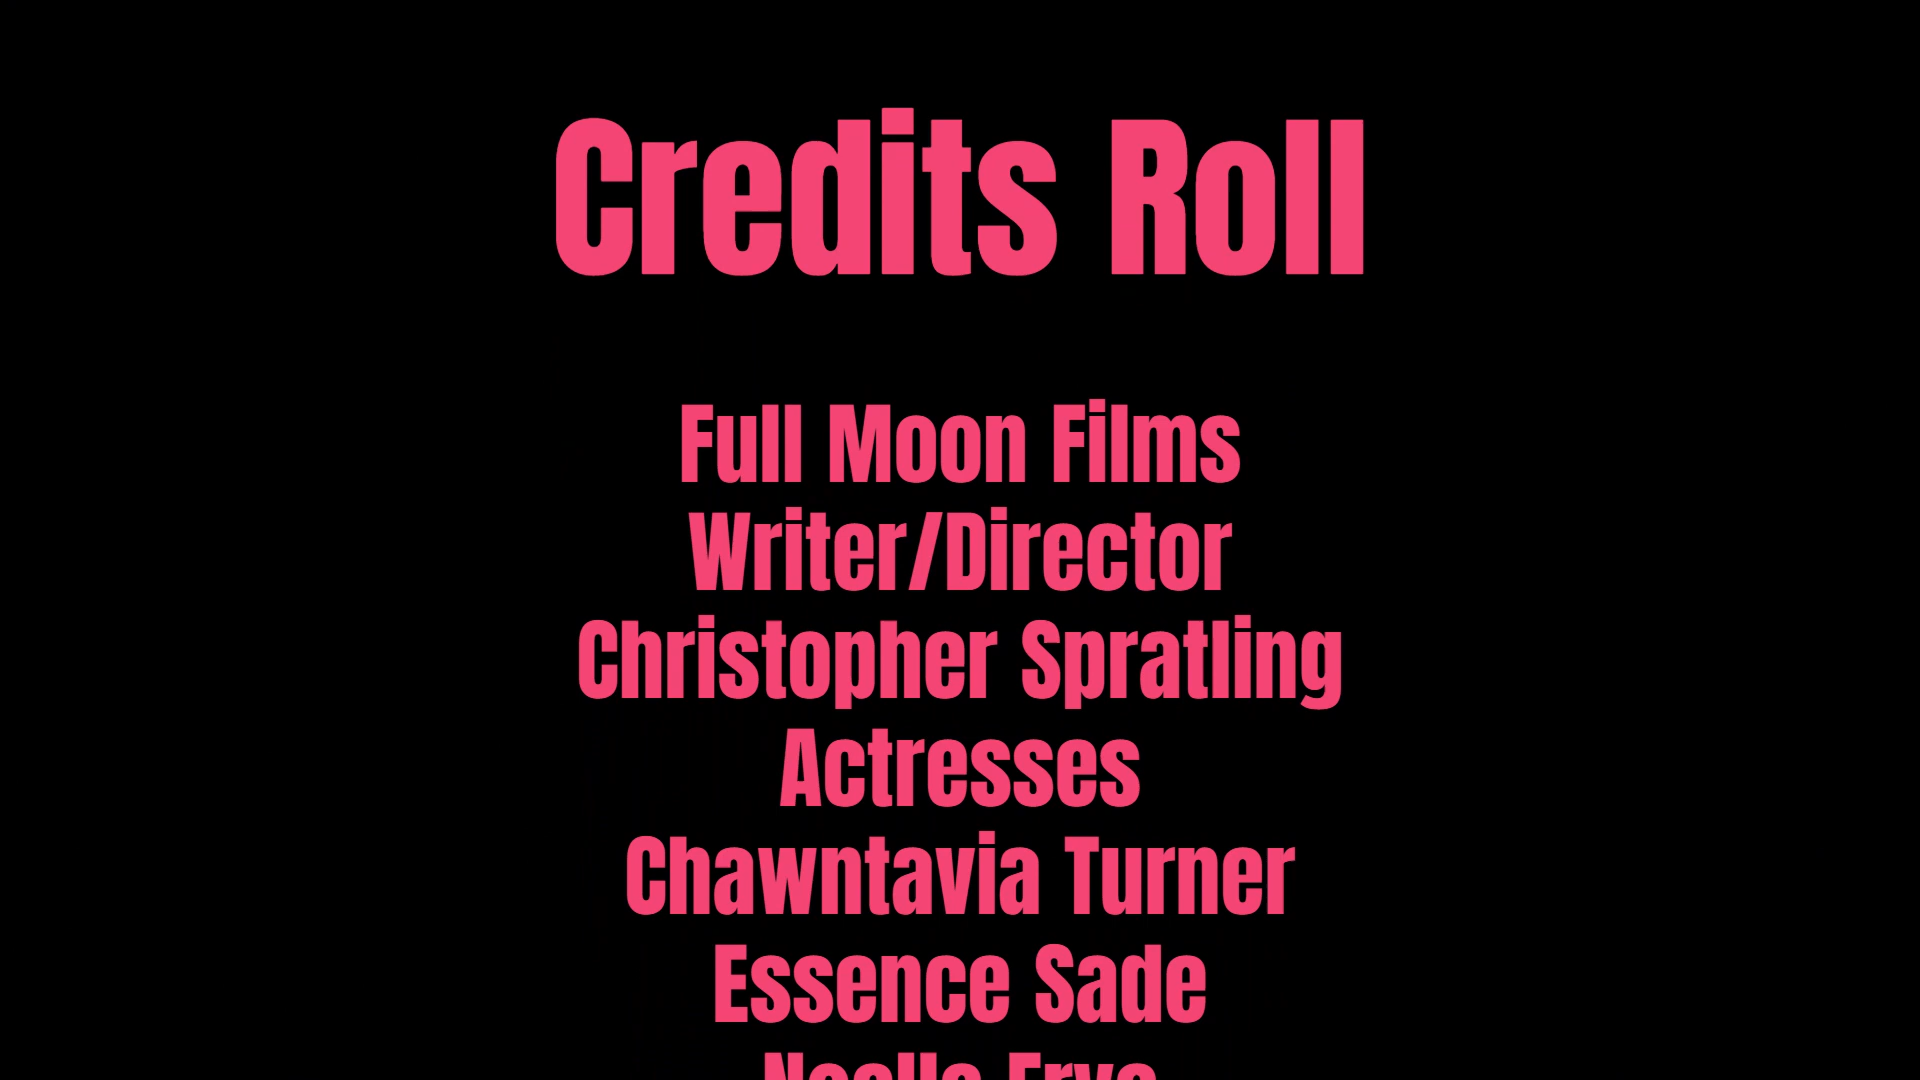 Credits Roll
Full Moon Films
Writer/Director
Christopher Spratling
Actresses
Chawntavia Turner
Essence Sade